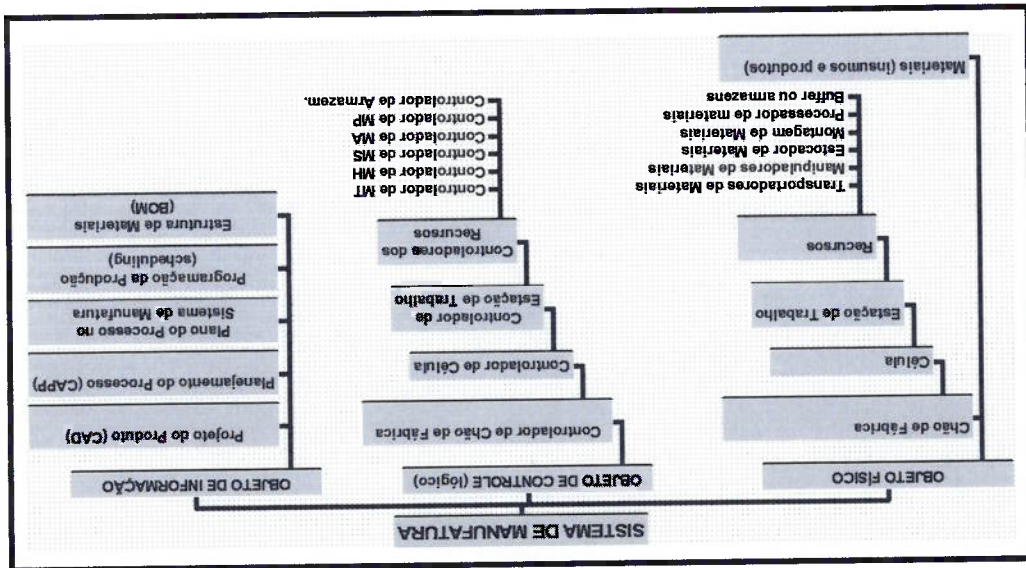 SISTEMA DE MANUFATURA
OBJETO FÍSICO
Chão de Fábrica
Célula
Estação de Trabalho
Recursos
Transportadores de Materiais
Manipuladores de Materiais
Estocador de Materiais
Montagem de Materiais
Processador de materiais
Buffer ou armazens
Materiais (insumos e produtos)
OBJETO DE CONTROLE (lógico)
Controlador de Chão de Fábrica
Controlador de Célula
Controlador de
Estação de Trabalho
Controladores dos
Recursos
Controlador de MT
Controlador de MH
Controlador de MS
Controlador de MA
Controlador de MP
Controlador de Armazem.
OBJETO DE INFORMAÇÃO
Projeto do Produto (CAD)
Planejamento do Processo (CAPP)
Plano do Processo no
Sistema de Manufatura
Programação da Produção
(scheduling)
Estrutura de Materiais
(BOM)